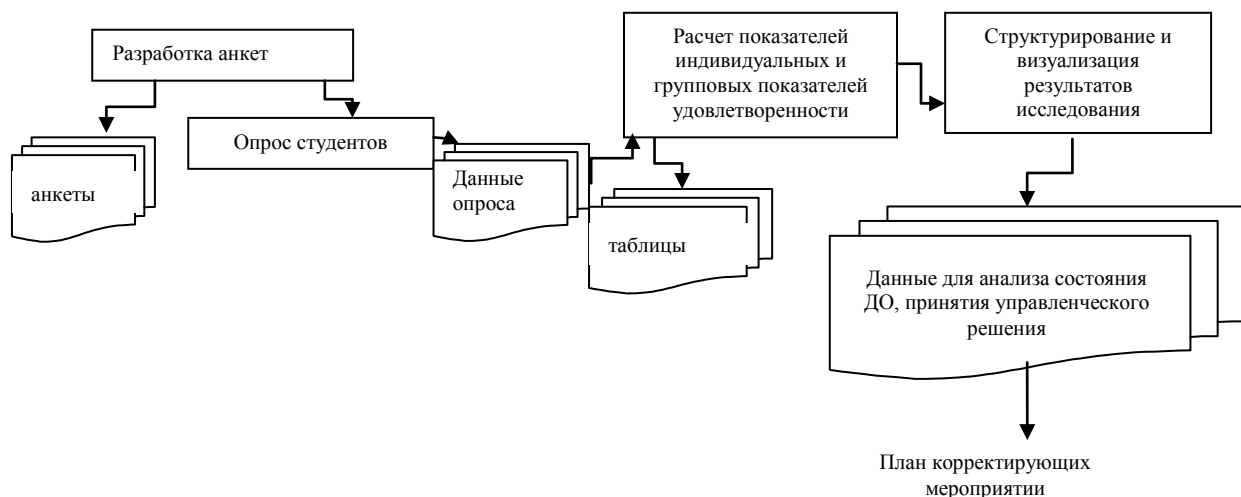 Разработка анкет
анкеты
Опрос студентов
Данные
опроса
Расчет показателей
индивидуальных и
групповых показателей
удовлетворенности
таблицы
Структурирование и
визуализация
результатов
исследования
Данные для анализа состояния
ДО, принятия управленческого
решения
План корректирующих
мероприятии